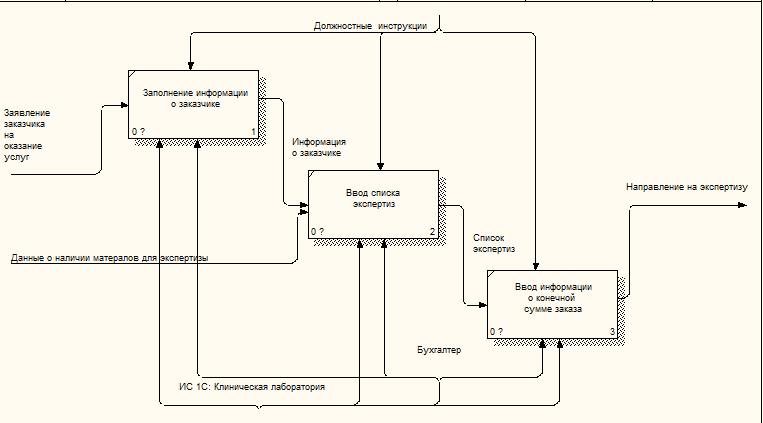 Должностные инструкции
Заполнение информации
о заказчике
0 ?
1
Заявление
заказчика
на
оказание
услуг
Информация
о заказчике
Ввод списка
экспертиз
0 ?
2
Направление на экспертизу
Список
экспертиз
Данные о наличии матералов для экспертизы
Ввод информации
о конечной
сумме заказа
0 ?
3
Бухгалтер
ИС 1С: Клиническая лаборатория